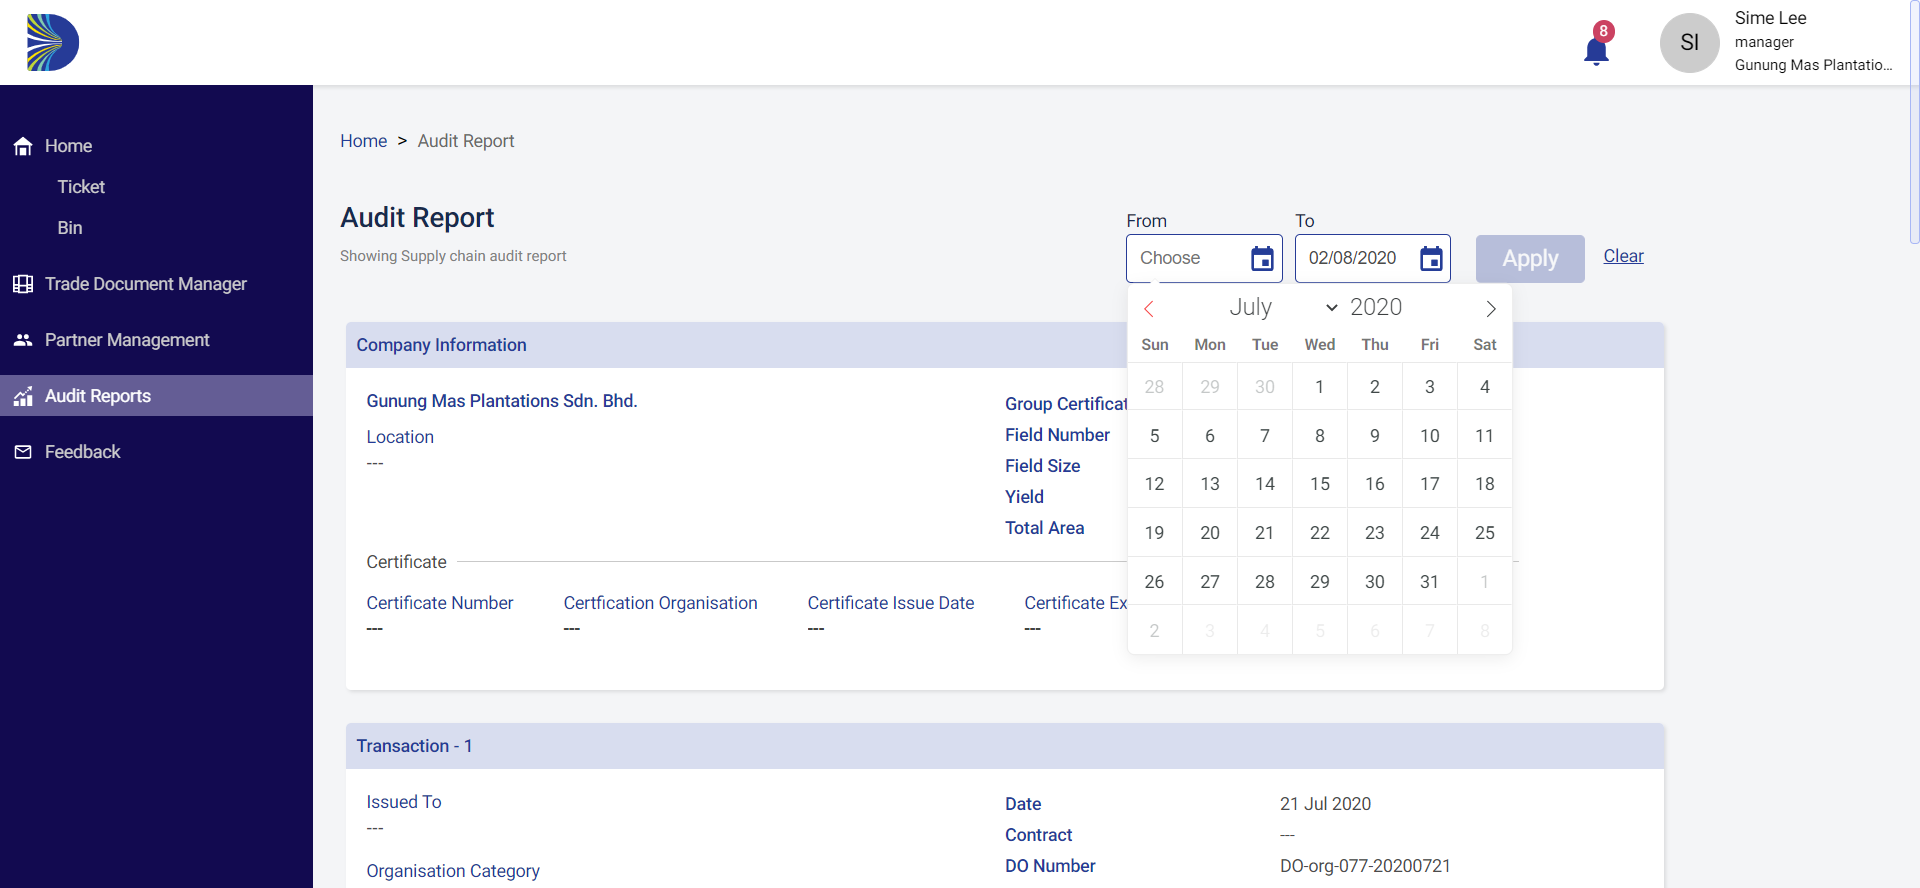 8
SI
Sime Lee
manager
Gunung Mas Plantatio...
Home
Ticket
Bin
Trade Document Manager
Partner Management
Audit Reports
Feedback
Home > Audit Report
Audit Report
Showing Supply chain audit report
From
To
Choose
02/08/2020
Apply
Clear
July 2020
Sun Mon Tue Wed Thu Fri Sat
28 29 30 1 2 3 4
5 6 7 8 9 10 11
12 13 14 15 16 17 18
19 20 21 22 23 24 25
26 27 28 29 30 31 1
2 3 4 5 6 7 8
Company Information
Gunung Mas Plantations Sdn. Bhd.
Location
---
Group Certificat
Field Number
Field Size
Yield
Total Area
Certificate
Certificate Number Certfication Organisation Certificate Issue Date Certificate Ex
--- --- --- ---
Transaction - 1
Issued To
---
Organisation Category
Date 21 Jul 2020
Contract ---
DO Number DO-org-077-20200721